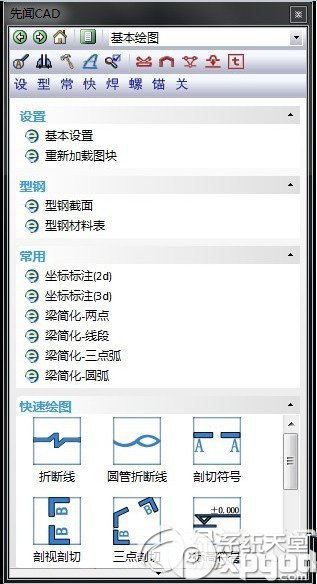 先闻CAD
基本绘图
设 型 常 快 焊 螺 锚 关
设置
基本设置
重新加载图块
型钢
型钢截面
型钢材料表
常用
坐标标注(2d)
坐标标注(3d)
梁简化-两点
梁简化-线段
梁简化-三点弧
梁简化-圆弧
快速绘图
A A
折断线 圆管折断线 剖切符号
B B B B ±0.000
剖视剖切 三点剖切
系统天堂